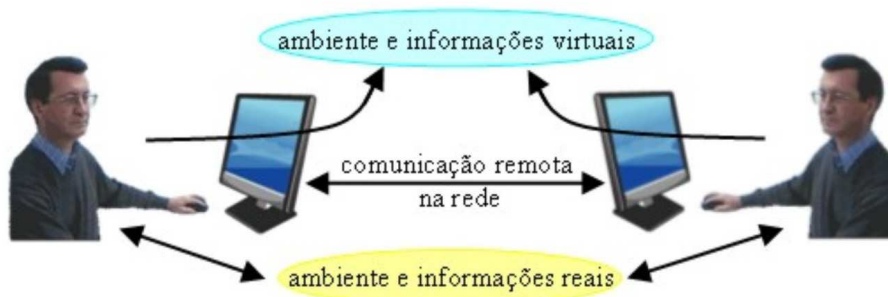 ambiente e informações virtuais
comunicação remota
na rede
ambiente e informações reais